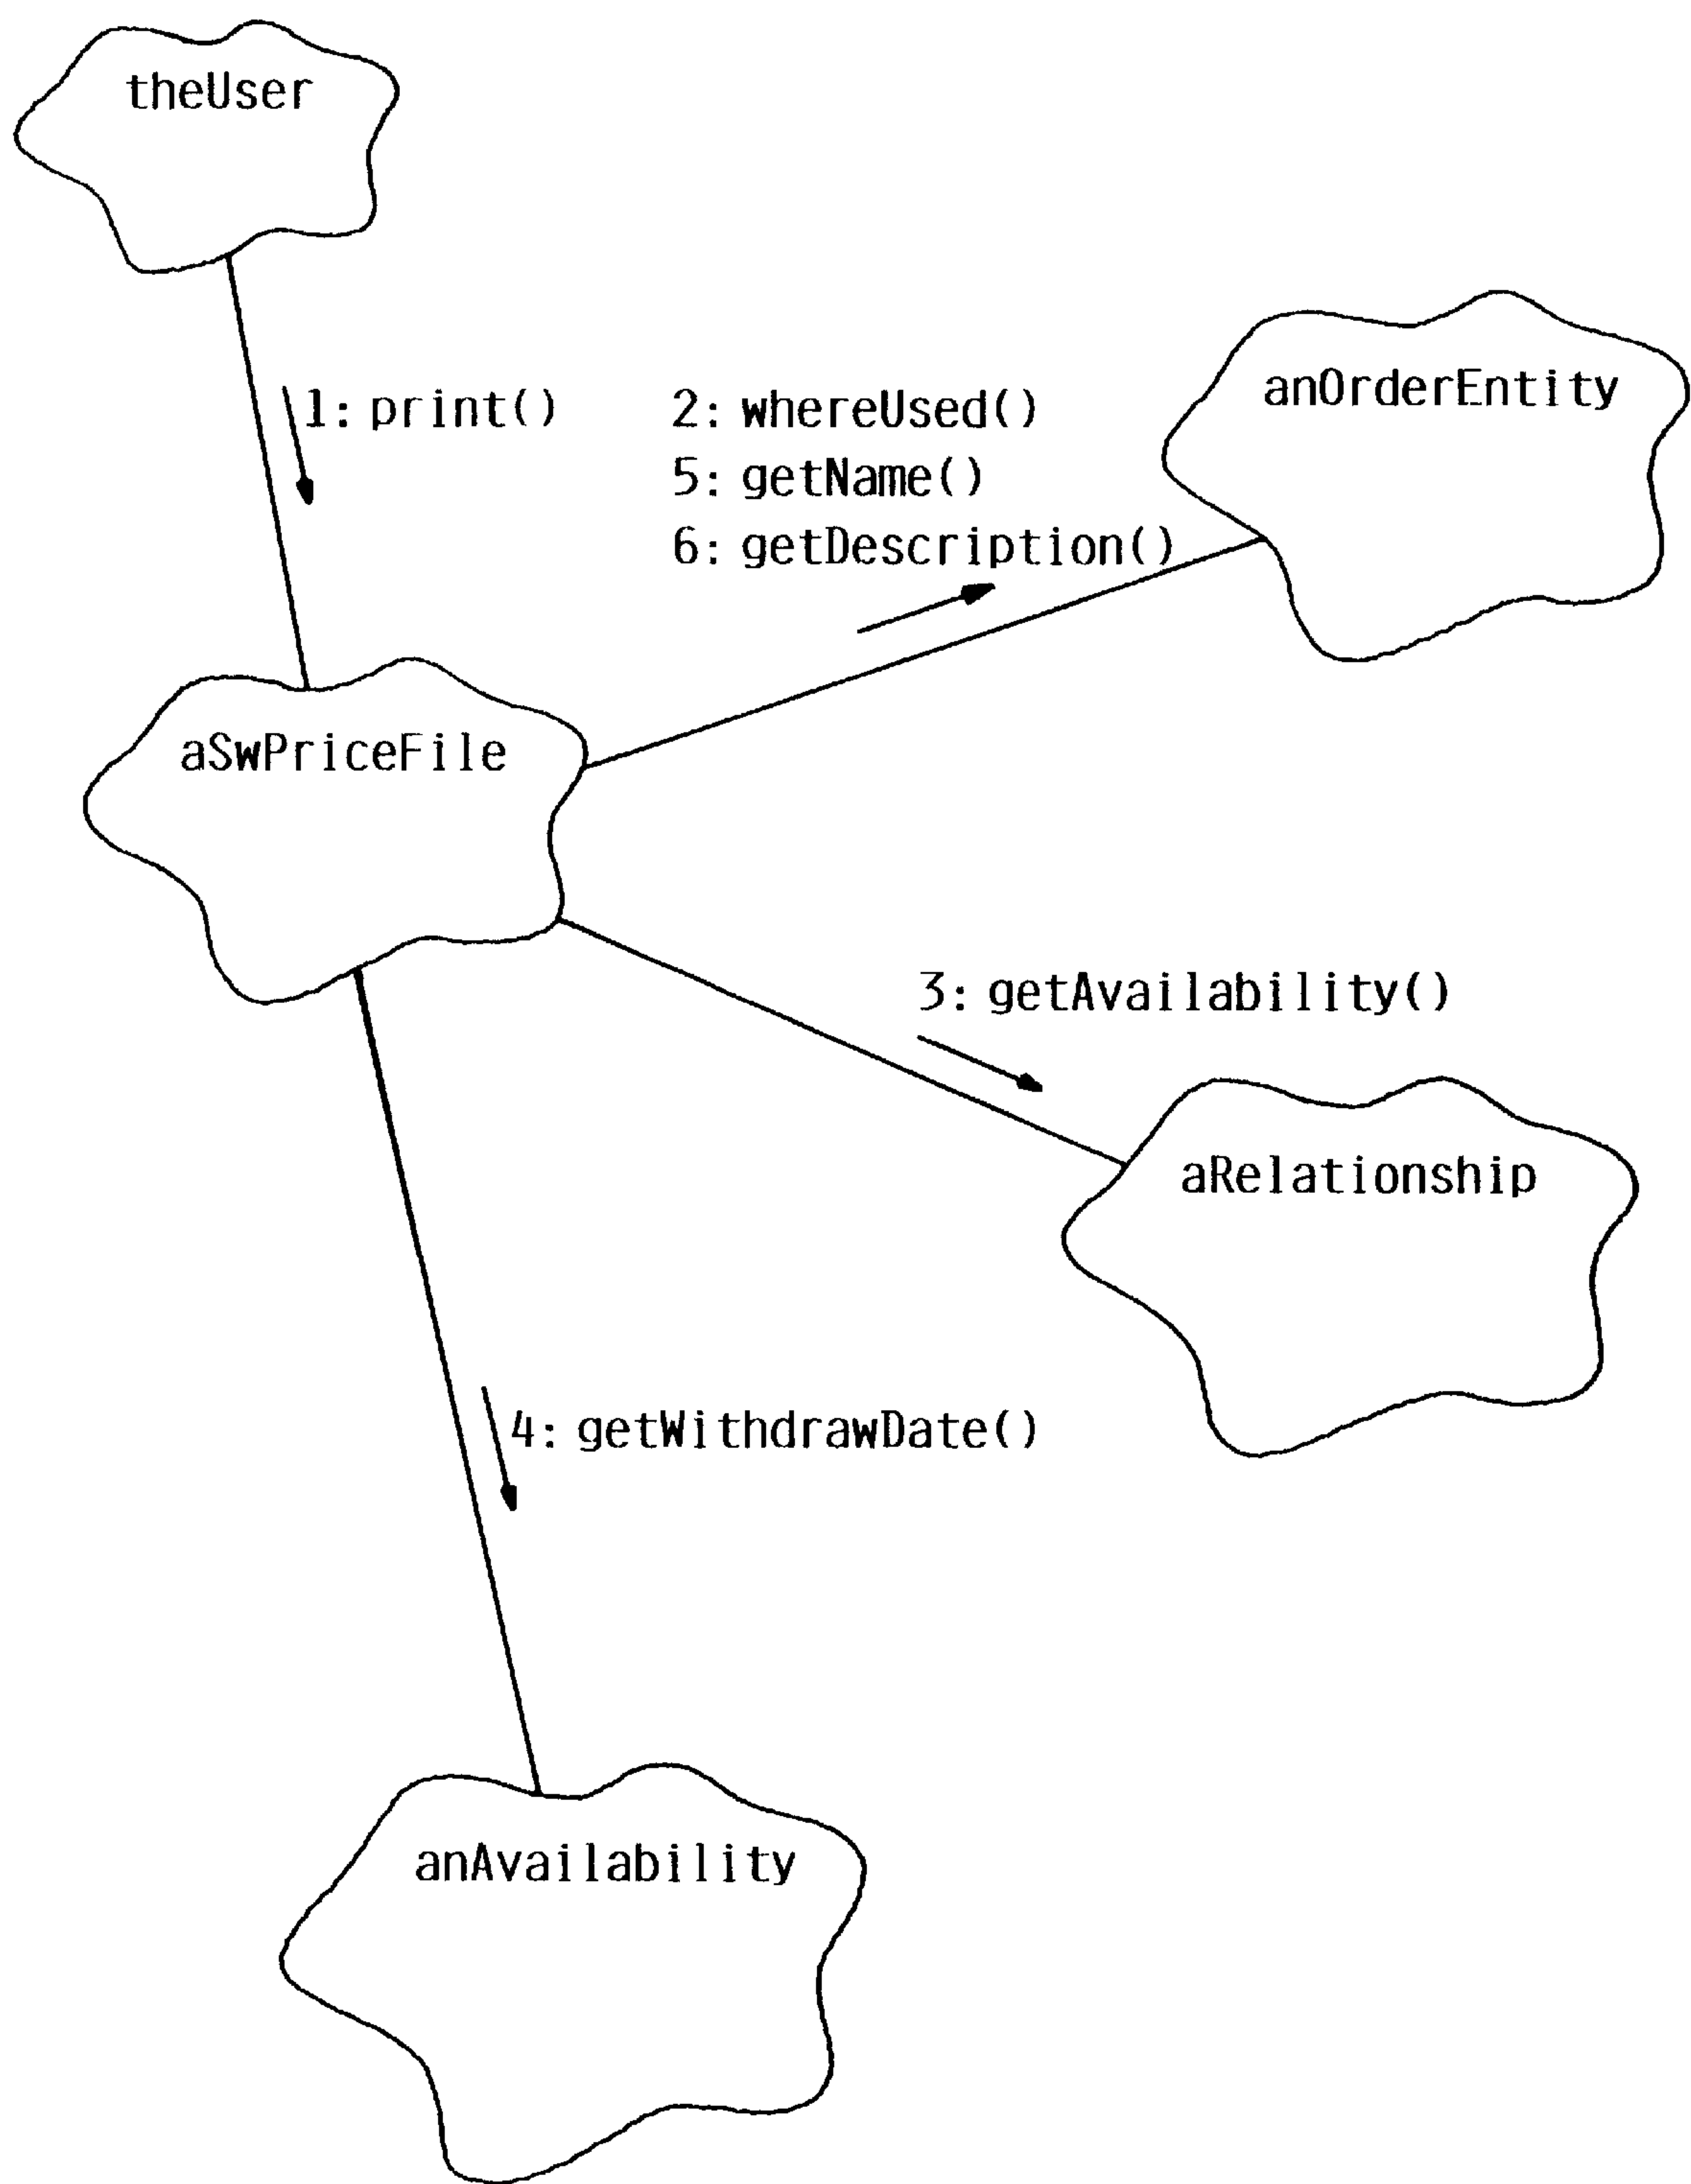 theUser
1: print()
2: whereUsed()
5: getName()
6: getDescription()
anOrderEntity
aSwPriceFile
3: getAvailability()
aRelationship
4: getWithdrawDate()
anAvailability